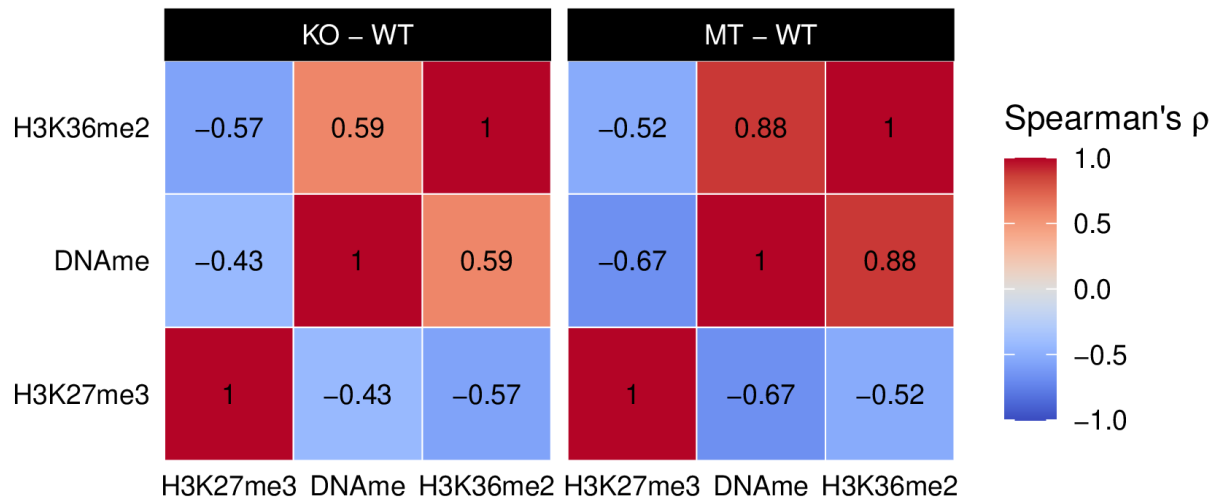 KO – WT MT – WT
H3K36me2 −0.57 0.59 1 −0.52 0.88 1
DNAme −0.43 1 0.59 −0.67 1 0.88
H3K27me3 1 −0.43 −0.57 1 −0.67 −0.52
H3K27me3 DNAme H3K36me2 H3K27me3 DNAme H3K36me2
Spearman's ρ
1.0
0.5
0.0
−0.5
−1.0